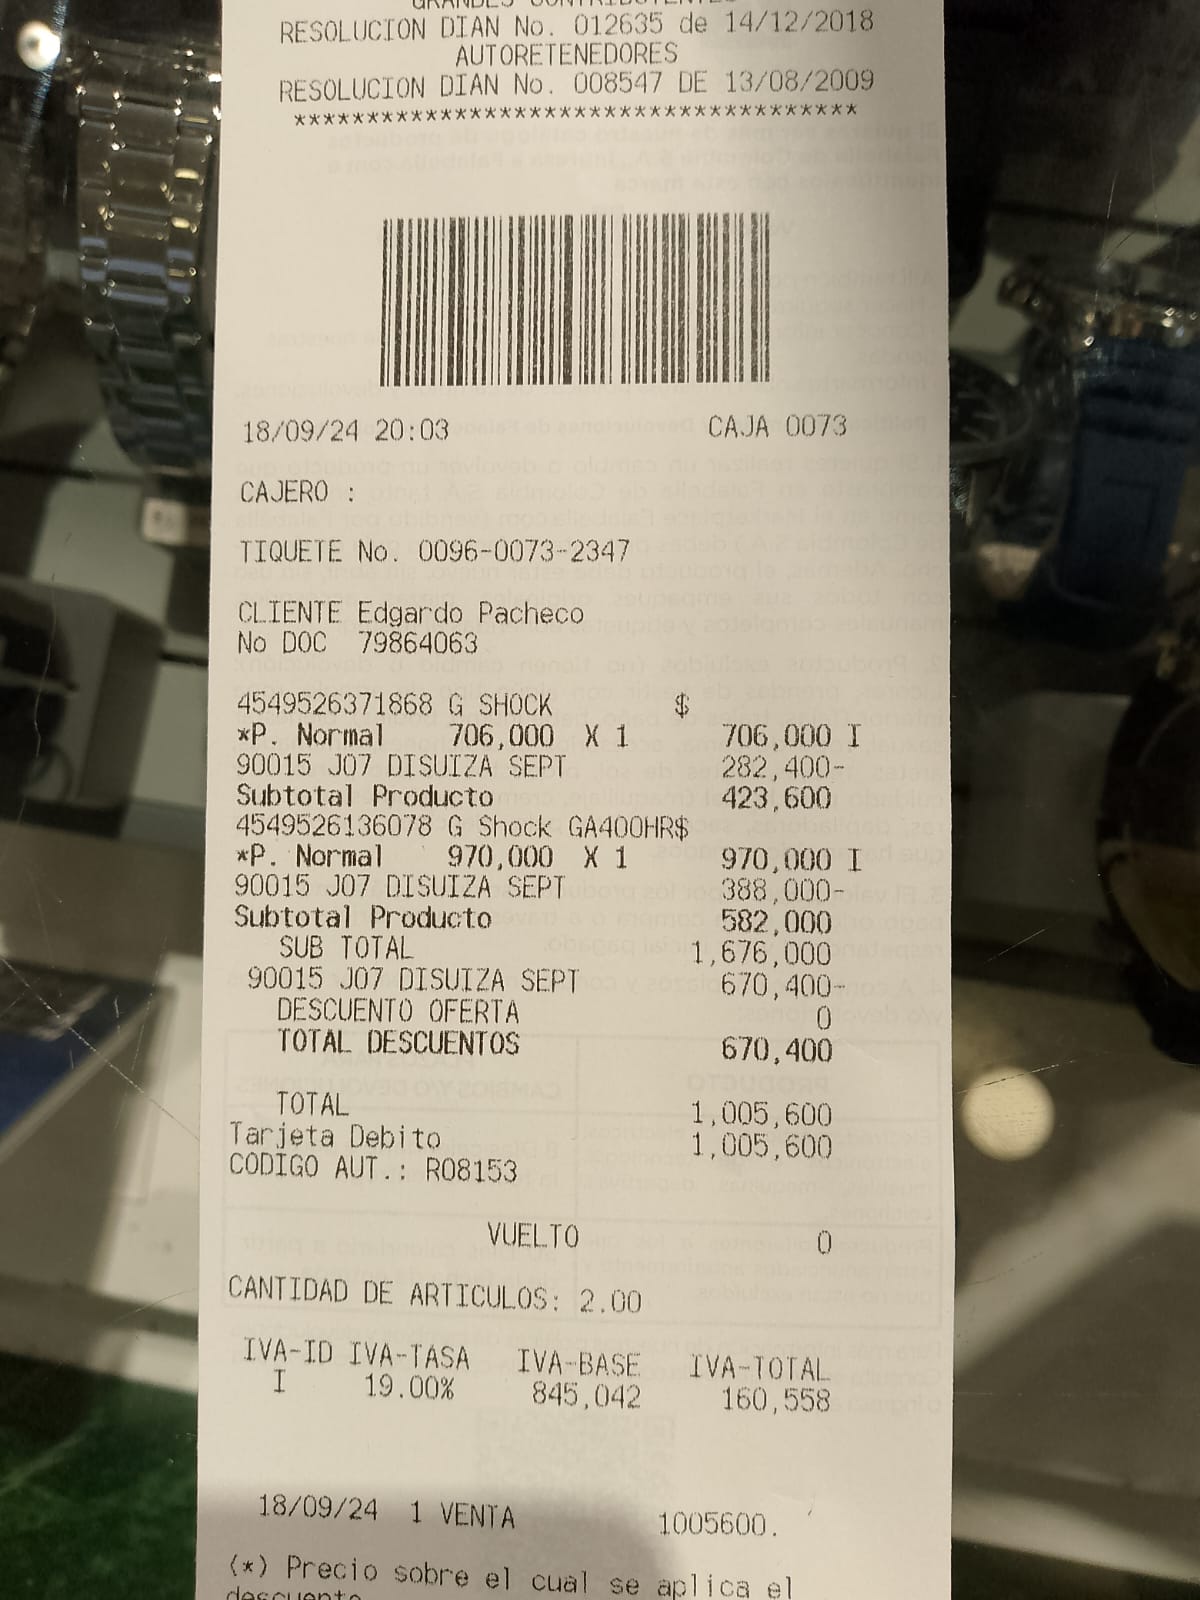 GRANDES CONTRIBUYENTES
RESOLUCION DIAN No. 012635 de 14/12/2018
AUTORETENEDORES
RESOLUCION DIAN No. 008547 DE 13/08/2009
***************************************
18/09/24 20:03 CAJA 0073
CAJERO :
TIQUETE No. 0096-0073-2347
CLIENTE Edgardo Pacheco
No DOC 79864063
4549526371868 G SHOCK $
*P. Normal 706,000 X 1 706,000 I
90015 J07 DISUIZA SEPT 282,400-
Subtotal Producto 423,600
4549526136078 G Shock GA400HR$
*P. Normal 970,000 X 1 970,000 I
90015 J07 DISUIZA SEPT 388,000-
Subtotal Producto 582,000
SUB TOTAL 1,676,000
90015 J07 DISUIZA SEPT 670,400-
DESCUENTO OFERTA 0
TOTAL DESCUENTOS 670,400
TOTAL 1,005,600
Tarjeta Debito 1,005,600
CODIGO AUT.: R08153
VUELTO 0
CANTIDAD DE ARTICULOS: 2.00
IVA-ID IVA-TASA IVA-BASE IVA-TOTAL
I 19.00% 845,042 160,558
18/09/24 1 VENTA 1005600.
(*) Precio sobre el cual se aplica el
descuento